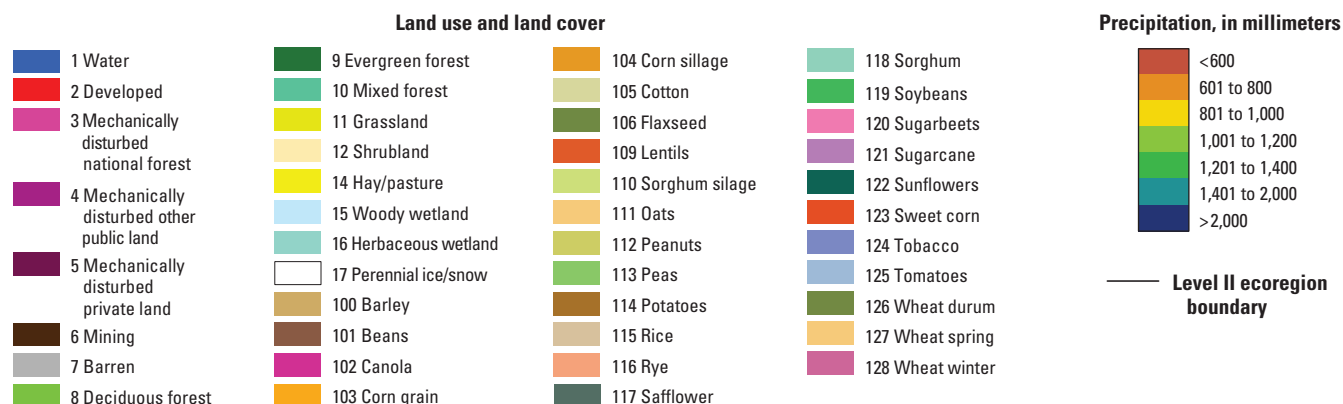 Land use and land cover
1 Water
2 Developed
3 Mechanically
disturbed
national forest
4 Mechanically
disturbed other
public land
5 Mechanically
disturbed
private land
6 Mining
7 Barren
8 Deciduous forest
9 Evergreen forest
10 Mixed forest
11 Grassland
12 Shrubland
14 Hay/pasture
15 Woody wetland
16 Herbaceous wetland
17 Perennial ice/snow
100 Barley
101 Beans
102 Canola
103 Corn grain
104 Corn sillage
105 Cotton
106 Flaxseed
109 Lentils
110 Sorghum silage
111 Oats
112 Peanuts
113 Peas
114 Potatoes
115 Rice
116 Rye
117 Safflower
118 Sorghum
119 Soybeans
120 Sugarbeets
121 Sugarcane
122 Sunflowers
123 Sweet corn
124 Tobacco
125 Tomatoes
126 Wheat durum
127 Wheat spring
128 Wheat winter
Precipitation, in millimeters
<600
601 to 800
801 to 1,000
1,001 to 1,200
1,201 to 1,400
1,401 to 2,000
>2,000
Level II ecoregion
boundary